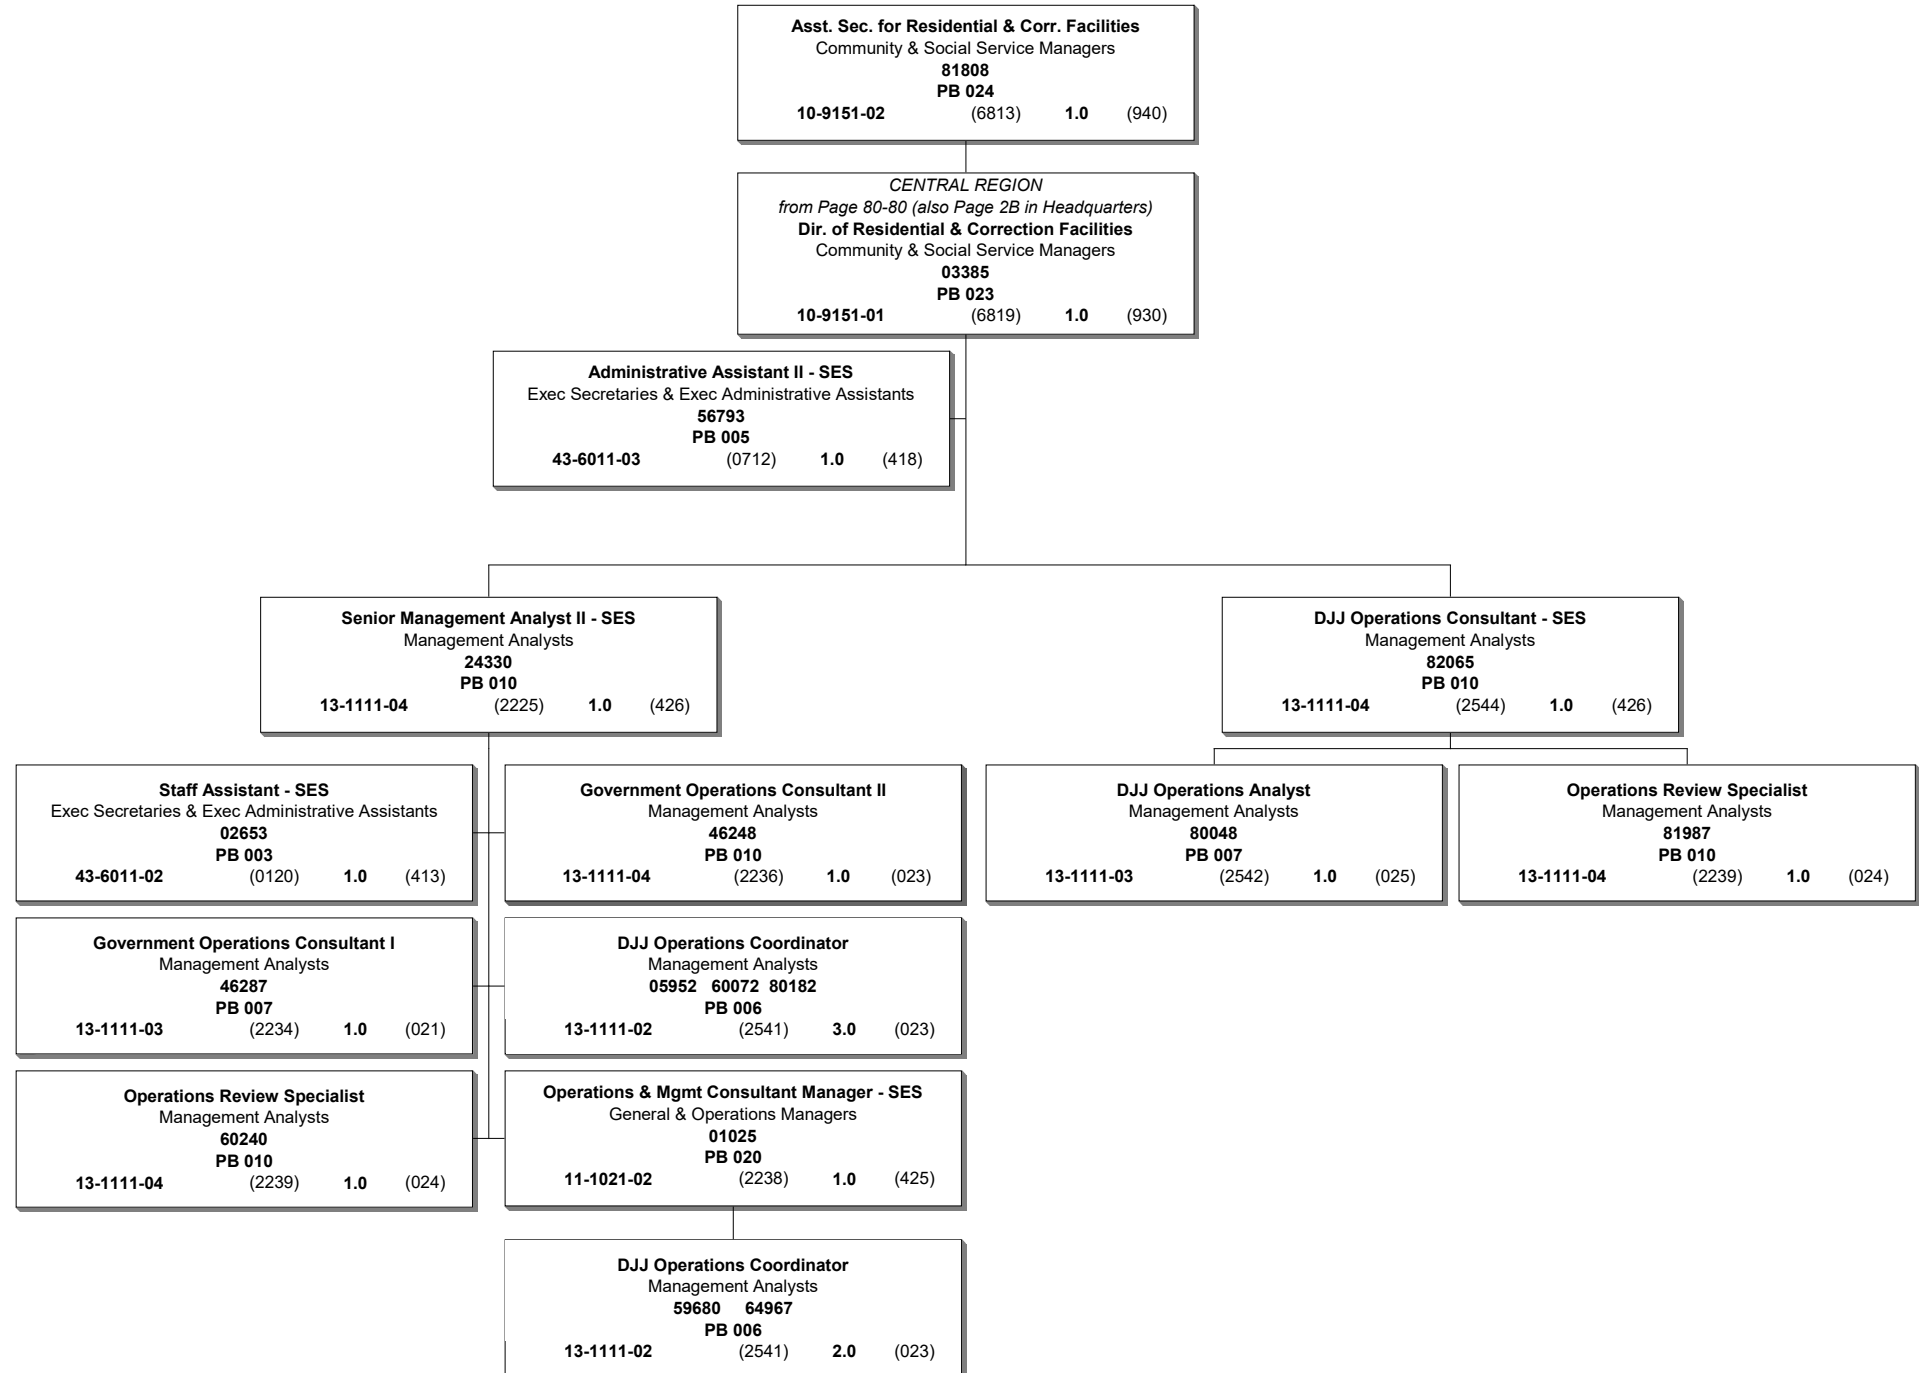 Asst. Sec. for Residential & Corr. Facilities
Community & Social Service Managers
81808
PB 024
10-9151-02 (6813) 1.0 (940)
CENTRAL REGION
from Page 80-80 (also Page 2B in Headquarters)
Dir. of Residential & Correction Facilities
Community & Social Service Managers
03385
PB 023
10-9151-01 (6819) 1.0 (930)
Administrative Assistant II - SES
Exec Secretaries & Exec Administrative Assistants
56793
PB 005
43-6011-03 (0712) 1.0 (418)
Senior Management Analyst II - SES
Management Analysts
24330
PB 010
13-1111-04 (2225) 1.0 (426)
DJJ Operations Consultant - SES
Management Analysts
82065
PB 010
13-1111-04 (2544) 1.0 (426)
Staff Assistant - SES
Exec Secretaries & Exec Administrative Assistants
02653
PB 003
43-6011-02 (0120) 1.0 (413)
Government Operations Consultant II
Management Analysts
46248
PB 010
13-1111-04 (2236) 1.0 (023)
DJJ Operations Analyst
Management Analysts
80048
PB 007
13-1111-03 (2542) 1.0 (025)
Operations Review Specialist
Management Analysts
81987
PB 010
13-1111-04 (2239) 1.0 (024)
Government Operations Consultant I
Management Analysts
46287
PB 007
13-1111-03 (2234) 1.0 (021)
DJJ Operations Coordinator
Management Analysts
05952 60072 80182
PB 006
13-1111-02 (2541) 3.0 (023)
Operations Review Specialist
Management Analysts
60240
PB 010
13-1111-04 (2239) 1.0 (024)
Operations & Mgmt Consultant Manager - SES
General & Operations Managers
01025
PB 020
11-1021-02 (2238) 1.0 (425)
DJJ Operations Coordinator
Management Analysts
59680 64967
PB 006
13-1111-02 (2541) 2.0 (023)